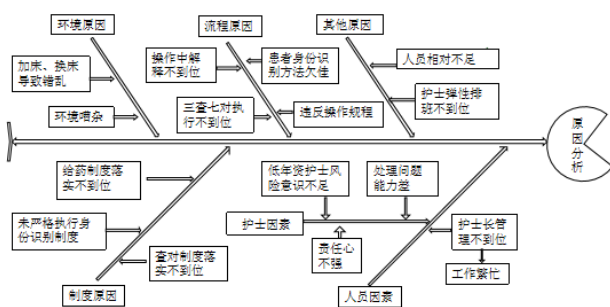 环境原因
流程原因
其他原因
加床、换床
导致错乱
环境嘈杂
操作中解
释不到位
患者身份识
别方法欠佳
三查七对执
行不到位
违反操作规程
人员相对不足
护士弹性排
班不到位
原因分析
给药制度落
实不到位
未严格执行身
份识别制度
查对制度落
实不到位
制度原因
低年资护士风
险意识不足
处理问题
能力差
护士因素
责任心
不强
护士长管
理不到位
工作繁忙
人员因素